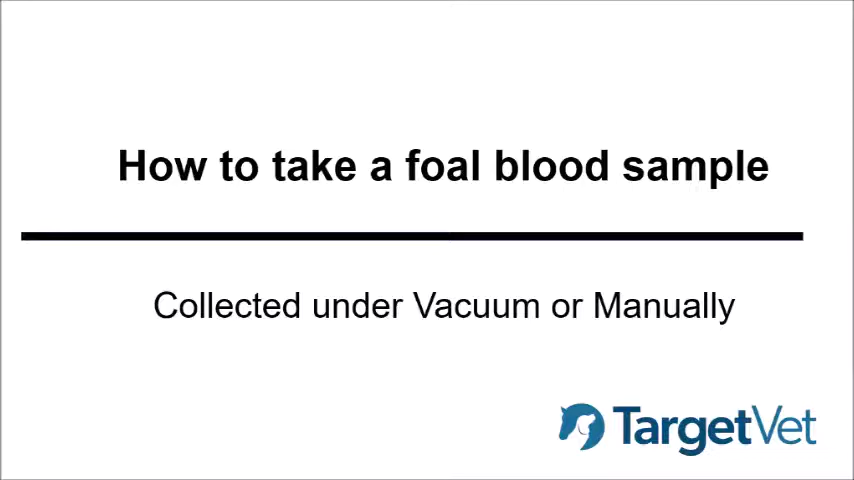 How to take a foal blood sample
Collected under Vacuum or Manually
TargetVet